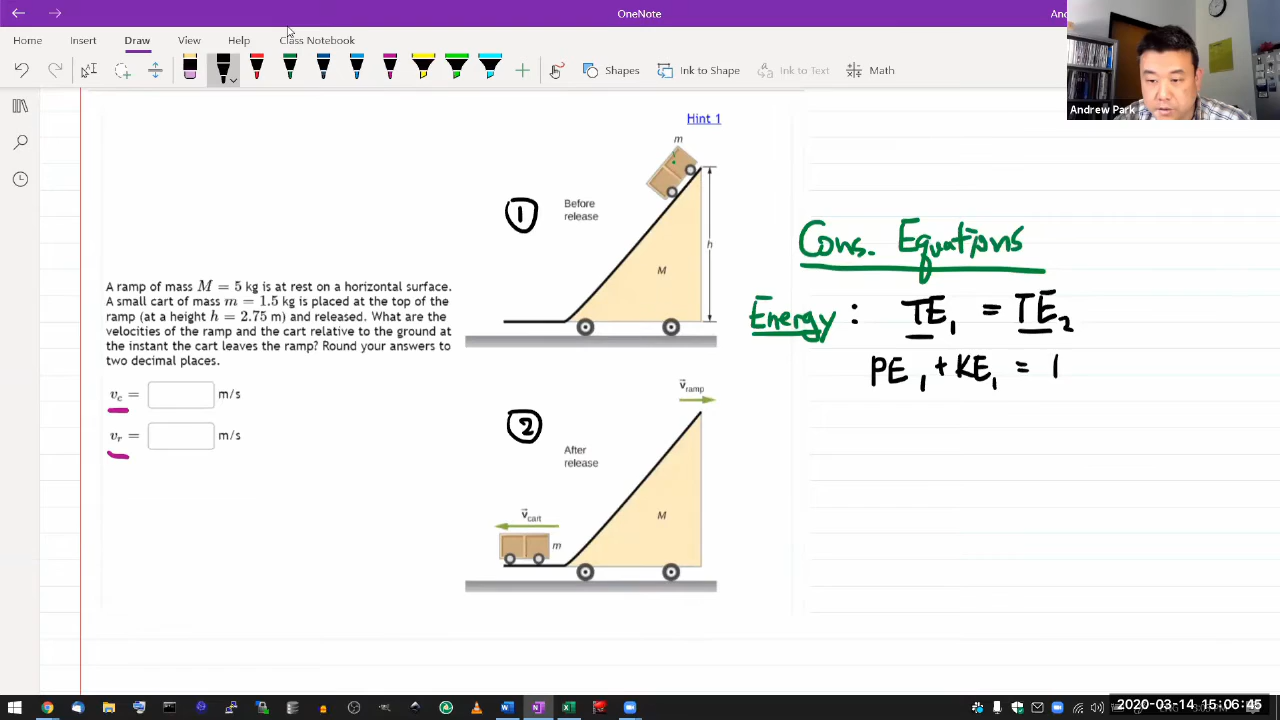 OneNote
Home Insert Draw View Help Class Notebook
Shapes Ink to Shape Ink to Text Math
Andrew Park
Hint 1
m
1
Before
release
h
M
Cons. Equations
Energy : TE1 = TE2
PE1 + KE1 =
A ramp of mass M = 5 kg is at rest on a horizontal surface.
A small cart of mass m = 1.5 kg is placed at the top of the
ramp (at a height h = 2.75 m) and released. What are the
velocities of the ramp and the cart relative to the ground at
the instant the cart leaves the ramp? Round your answers to
two decimal places.
vc = m/s
vr = m/s
v⃗ramp
2
After
release
M
v⃗cart
m
2020-03-14 15:06:45